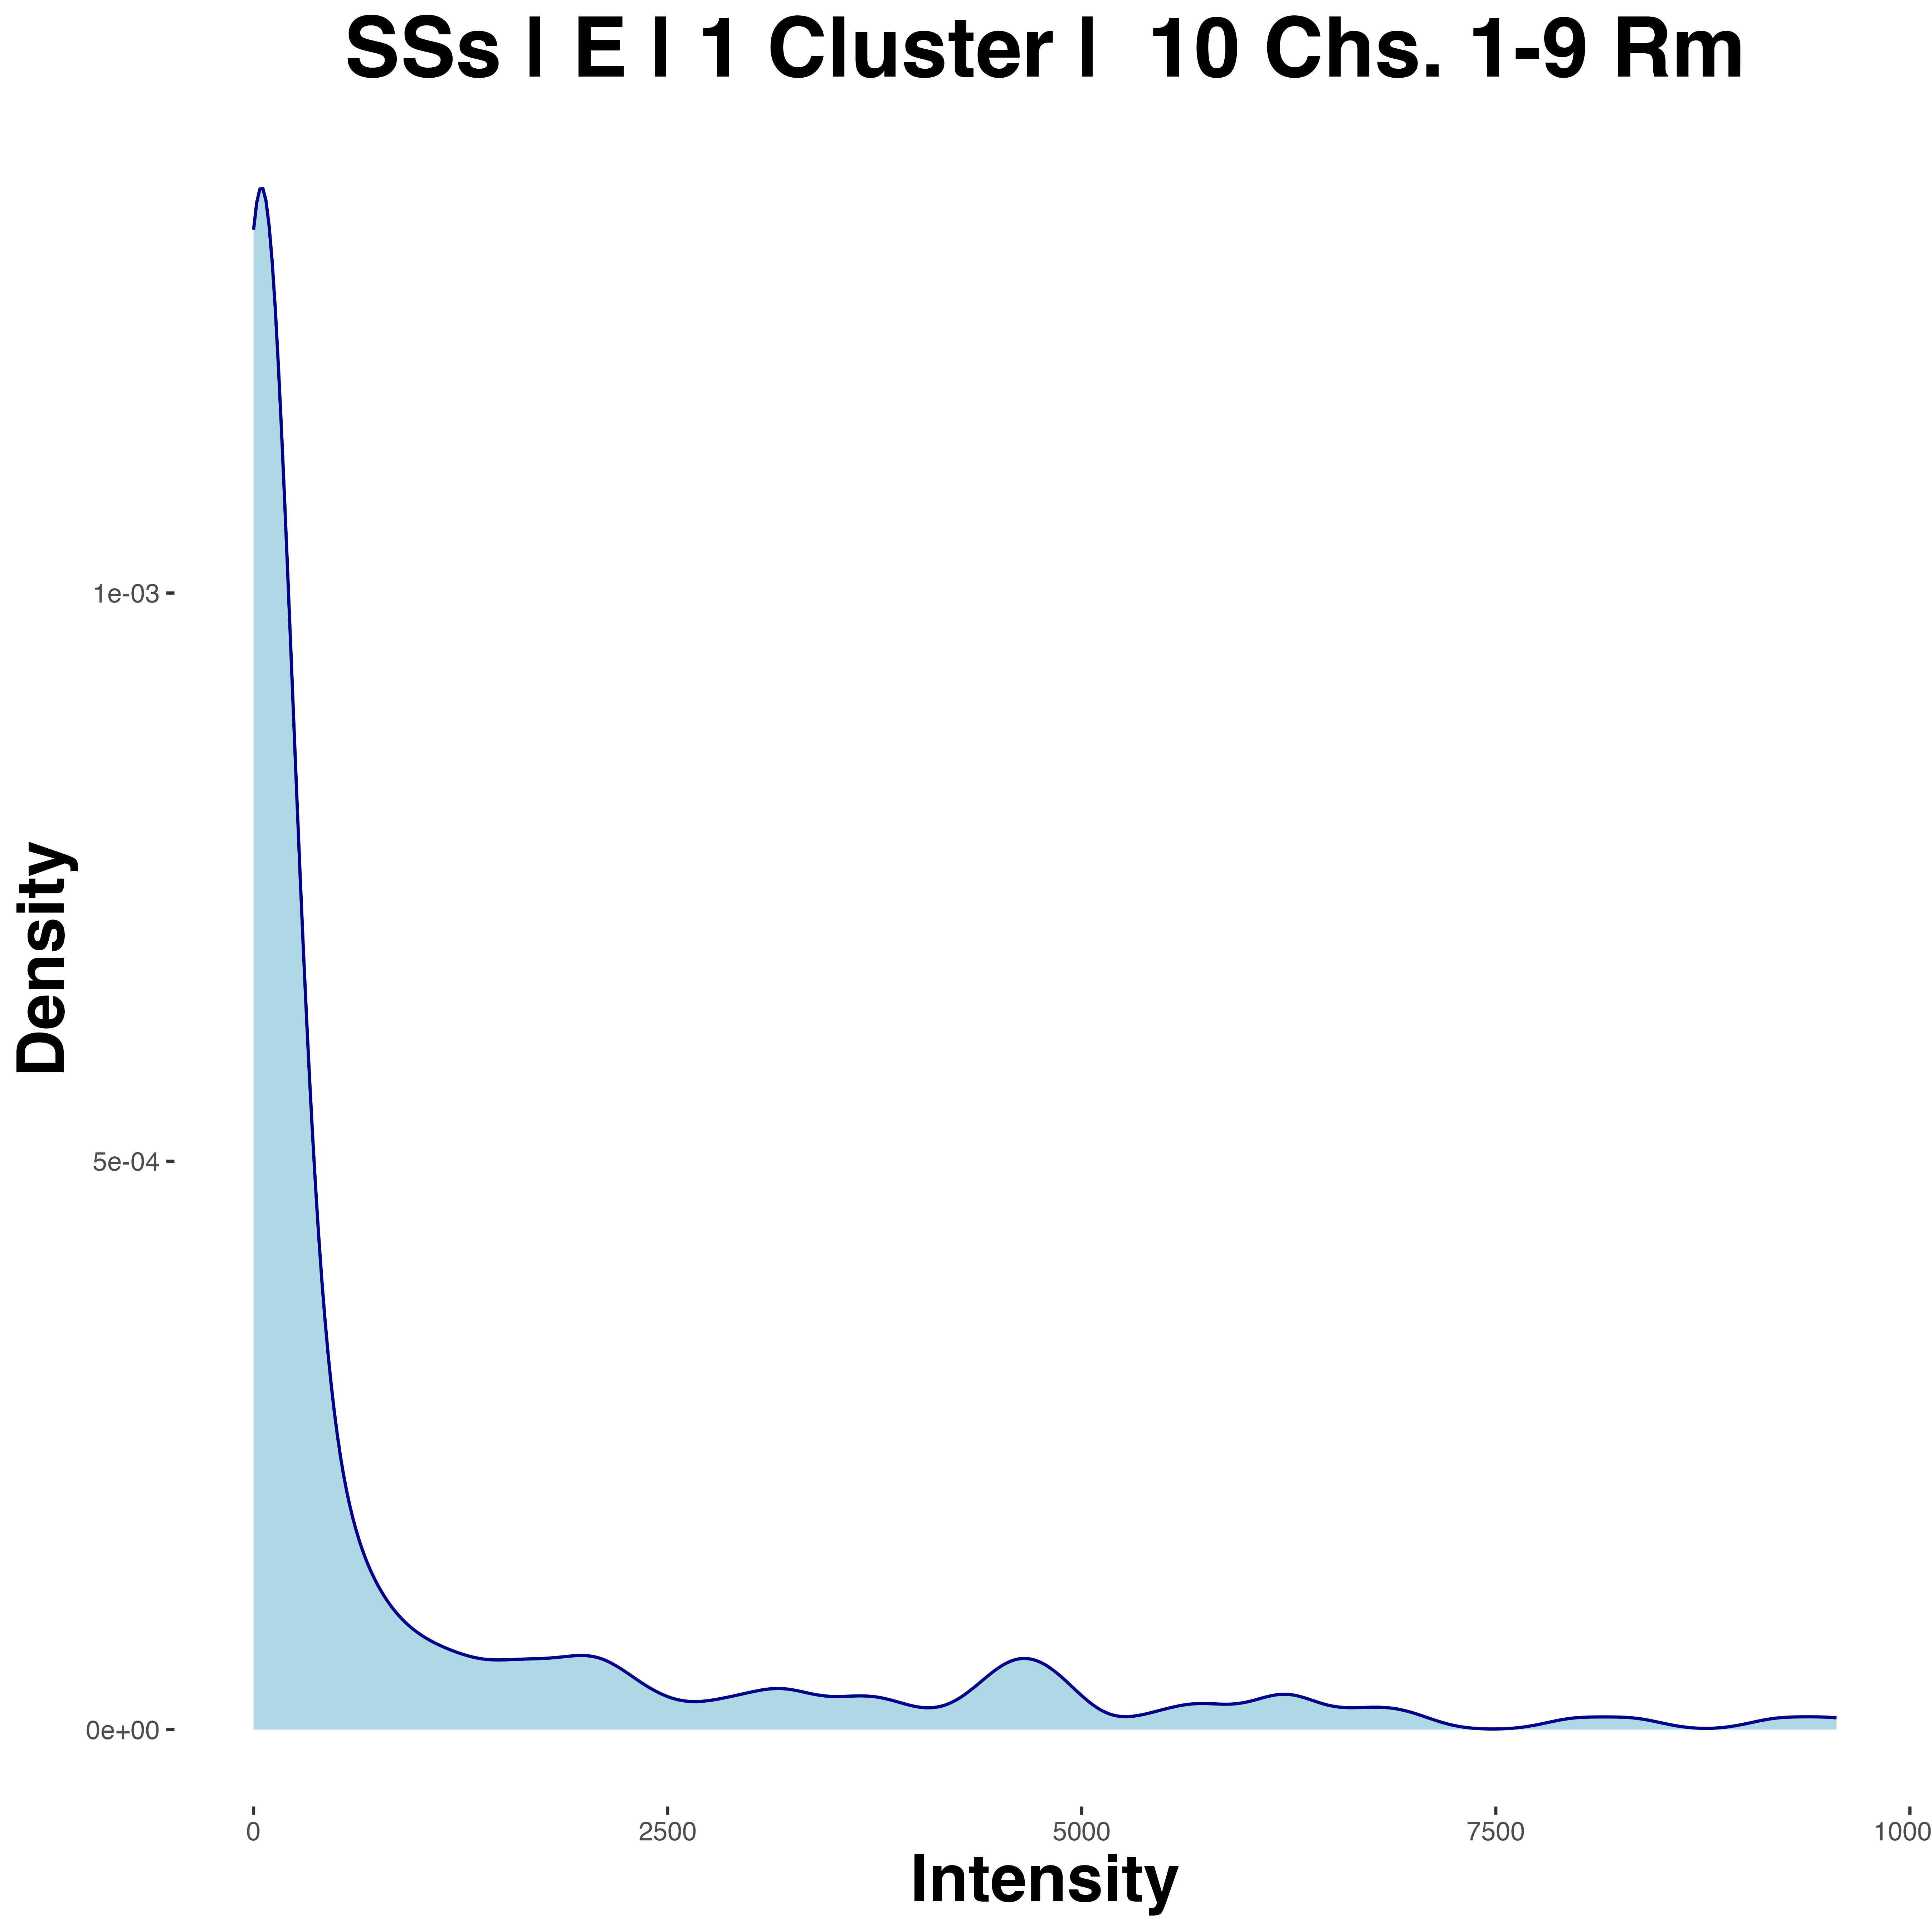 SSs | E | 1 Cluster |  10 Chs. 1-9 Rm
Density
1e-03
5e-04
0e+00
0 2500 5000 7500 1000
Intensity